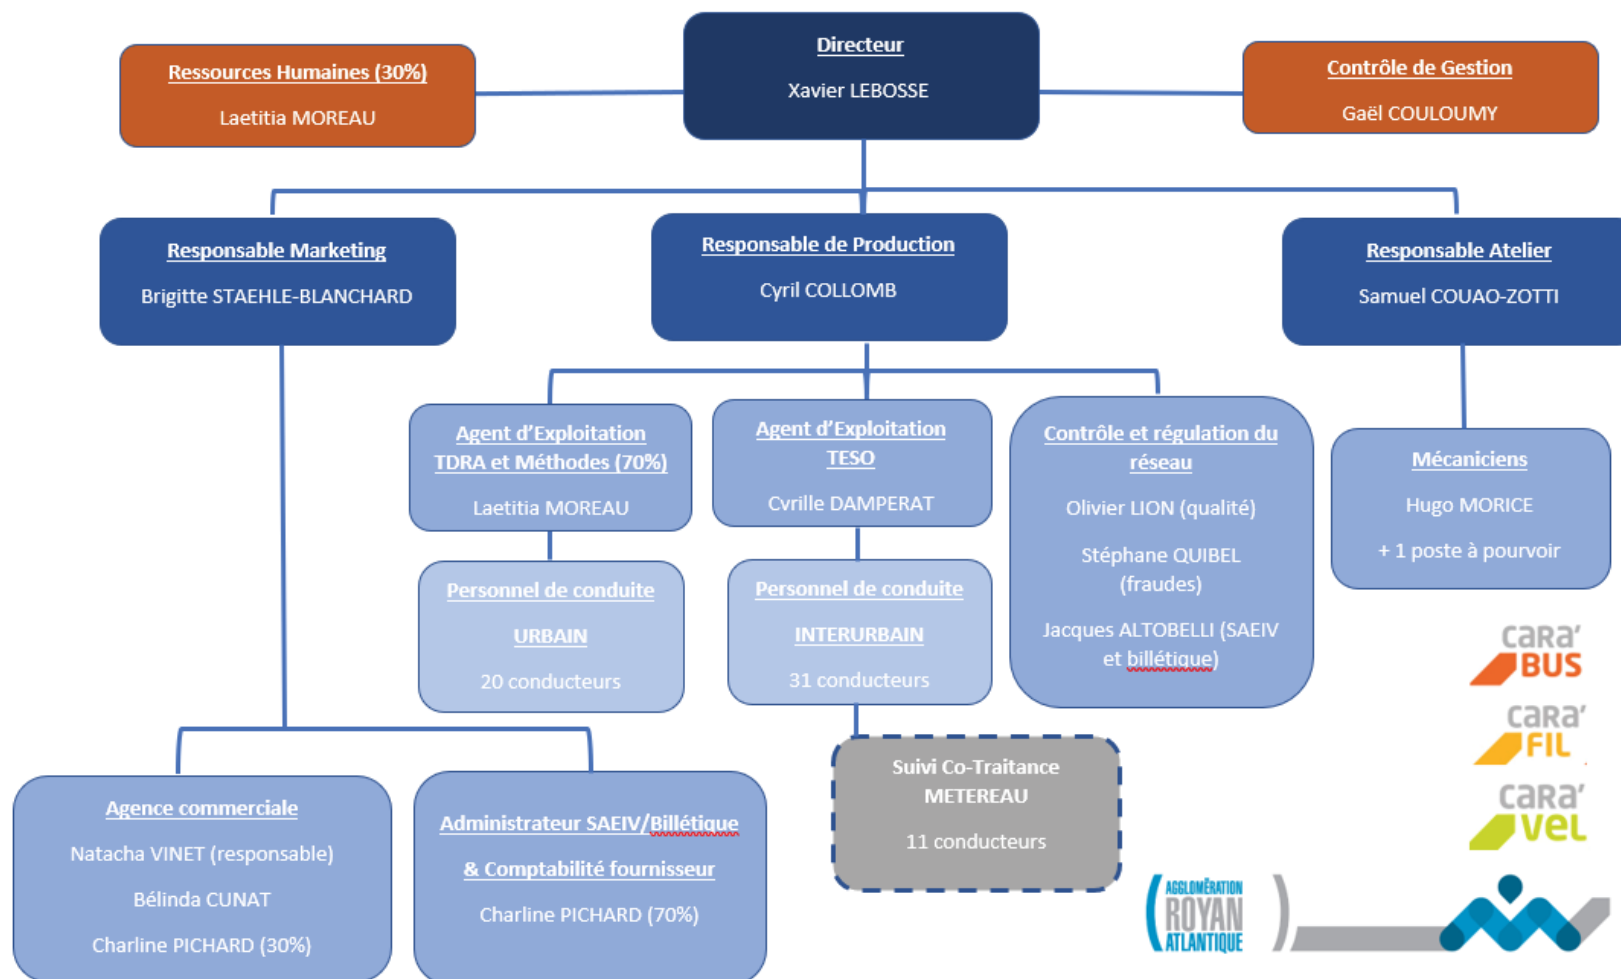 Directeur
Xavier LEBOSSE
Ressources Humaines (30%)
Laetitia MOREAU
Contrôle de Gestion
Gaël COULOUMY
Responsable Marketing
Brigitte STAEHLE-BLANCHARD
Responsable de Production
Cyril COLLOMB
Responsable Atelier
Samuel COUAO-ZOTTI
Agent d’Exploitation
TDRA et Méthodes (70%)
Laetitia MOREAU
Agent d’Exploitation
TESO
Cyrille DAMPERAT
Contrôle et régulation du
réseau
Olivier LION (qualité)
Stéphane QUIBEL
(fraudes)
Jacques ALTOBELLI (SAEIV
et billétique)
Mécaniciens
Hugo MORICE
+ 1 poste à pourvoir
Personnel de conduite
URBAIN
20 conducteurs
Personnel de conduite
INTERURBAIN
31 conducteurs
Suivi Co-Traitance
METEREAU
11 conducteurs
Agence commerciale
Natacha VINET (responsable)
Bélinda CUNAT
Charline PICHARD (30%)
Administrateur SAEIV/Billétique
& Comptabilité fournisseur
Charline PICHARD (70%)
CaRa’
BUS
CaRa’
FIL
CaRa’
VeL
AGGLOMÉRATION
ROYAN
ATLANTIQUE